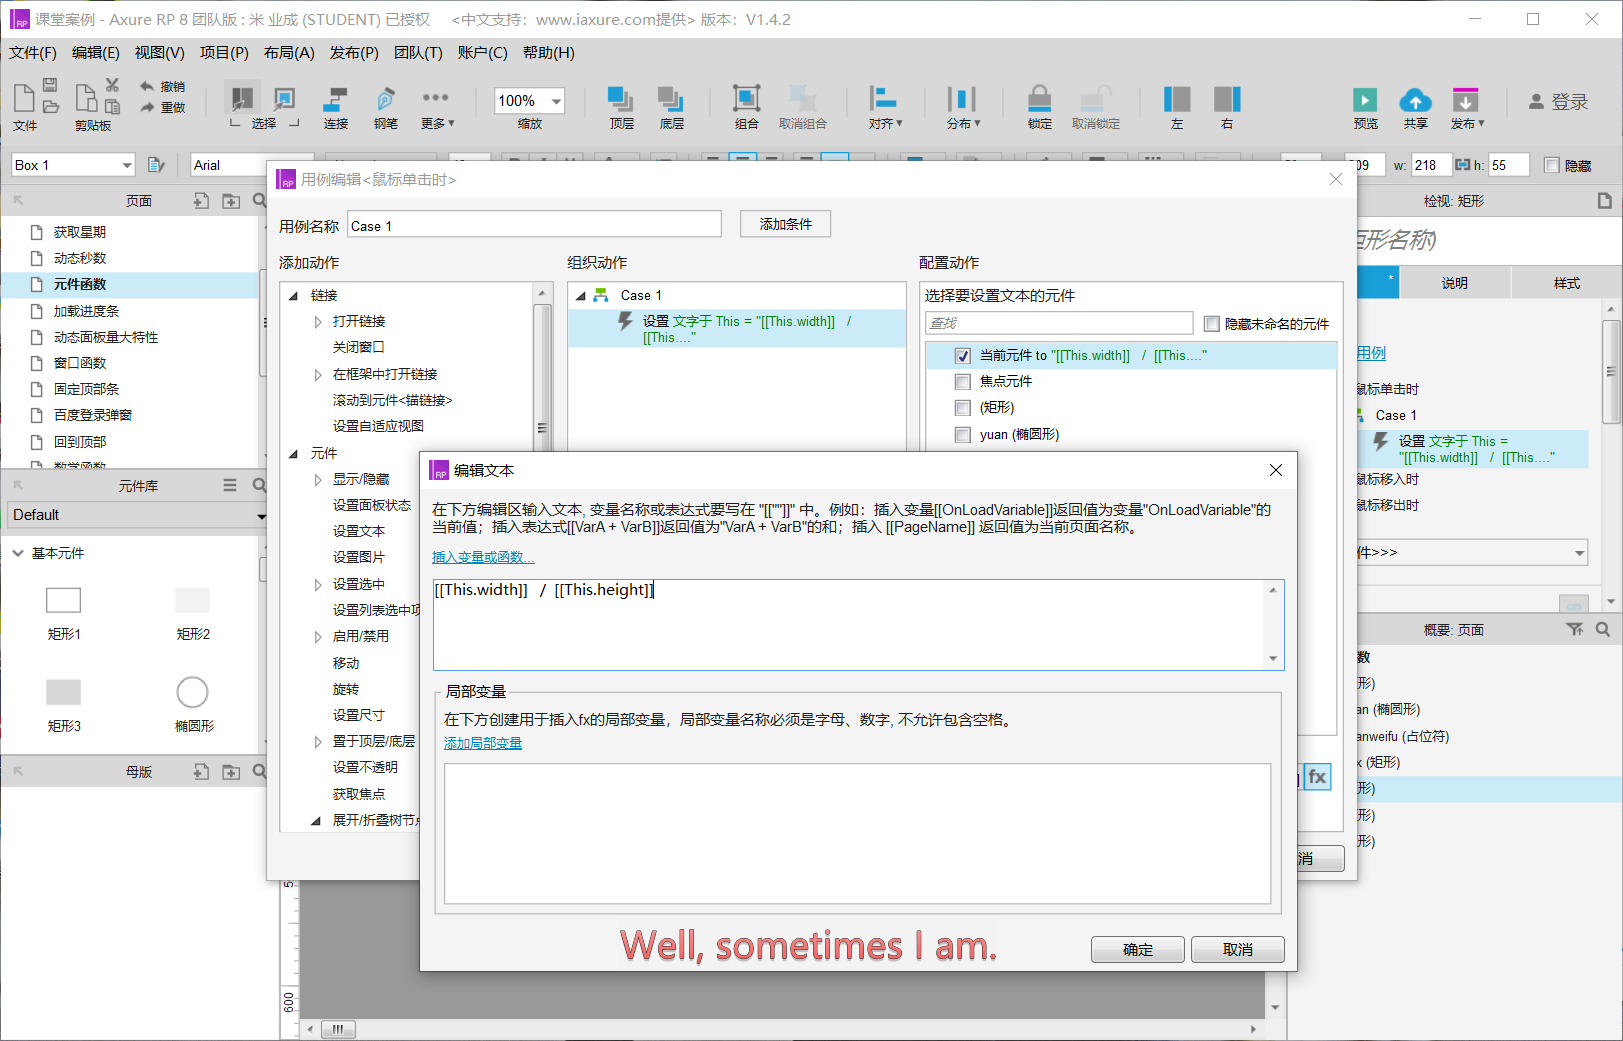 课堂案例 - Axure RP 8 团队版 : 米 业成 (STUDENT) 已授权 <中文支持：www.iaxure.com提供> 版本：V1.4.2
文件(F) 编辑(E) 视图(V) 项目(P) 布局(A) 发布(P) 团队(T) 账户(C) 帮助(H)
撤销
重做
文件 剪贴板 选择 连接 钢笔 更多 100% 缩放 顶层 底层 组合 取消组合 对齐 分布 锁定 取消锁定 左 右 预览 共享 发布 登录
Box 1 Arial 09 w: 218 h: 55 隐藏
页面
获取星期
动态秒数
元件函数
加载进度条
动态面板量大特性
窗口函数
固定顶部条
百度登录弹窗
回到顶部
数学函数
元件库
Default
基本元件
矩形1 矩形2
矩形3 椭圆形
母版
用例编辑<鼠标单击时>
用例名称 Case 1 添加条件
添加动作 组织动作 配置动作
链接
打开链接
关闭窗口
在框架中打开链接
滚动到元件<锚链接>
设置自适应视图
元件
显示/隐藏
设置面板状态
设置文本
设置图片
设置选中
设置列表选中项
启用/禁用
移动
旋转
设置尺寸
置于顶层/底层
设置不透明
获取焦点
展开/折叠树节点
Case 1
设置 文字于 This = "[[This.width]] / [[This...."
选择要设置文本的元件
查找 隐藏未命名的元件
当前元件 to "[[This.width]] / [[This...."
焦点元件
(矩形)
yuan (椭圆形)
fx
消
编辑文本
在下方编辑区输入文本, 变量名称或表达式要写在 "[[""]]" 中。例如：插入变量[[OnLoadVariable]]返回值为变量"OnLoadVariable"的
当前值；插入表达式[[VarA + VarB]]返回值为"VarA + VarB"的和；插入 [[PageName]] 返回值为当前页面名称。
插入变量或函数...
[[This.width]] / [[This.height]]
局部变量
在下方创建用于插入fx的局部变量，局部变量名称必须是字母、数字, 不允许包含空格。
添加局部变量
Well, sometimes I am.
确定 取消
检视: 矩形
形名称)
说明 样式
用例
鼠标单击时
Case 1
设置 文字于 This =
"[[This.width]] / [[This...."
鼠标移入时
鼠标移出时
件>>>
概要: 页面
数
形)
an (椭圆形)
anweifu (占位符)
x (矩形)
形)
形)
形)
600